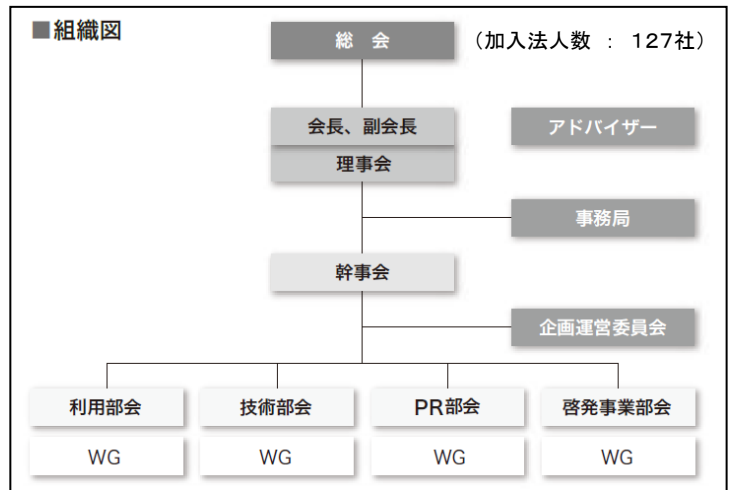 ■組織図
総 会 (加入法人数 : 127社)
会長、副会長 アドバイザー
理事会
事務局
幹事会
企画運営委員会
利用部会 技術部会 PR部会 啓発事業部会
WG WG WG WG